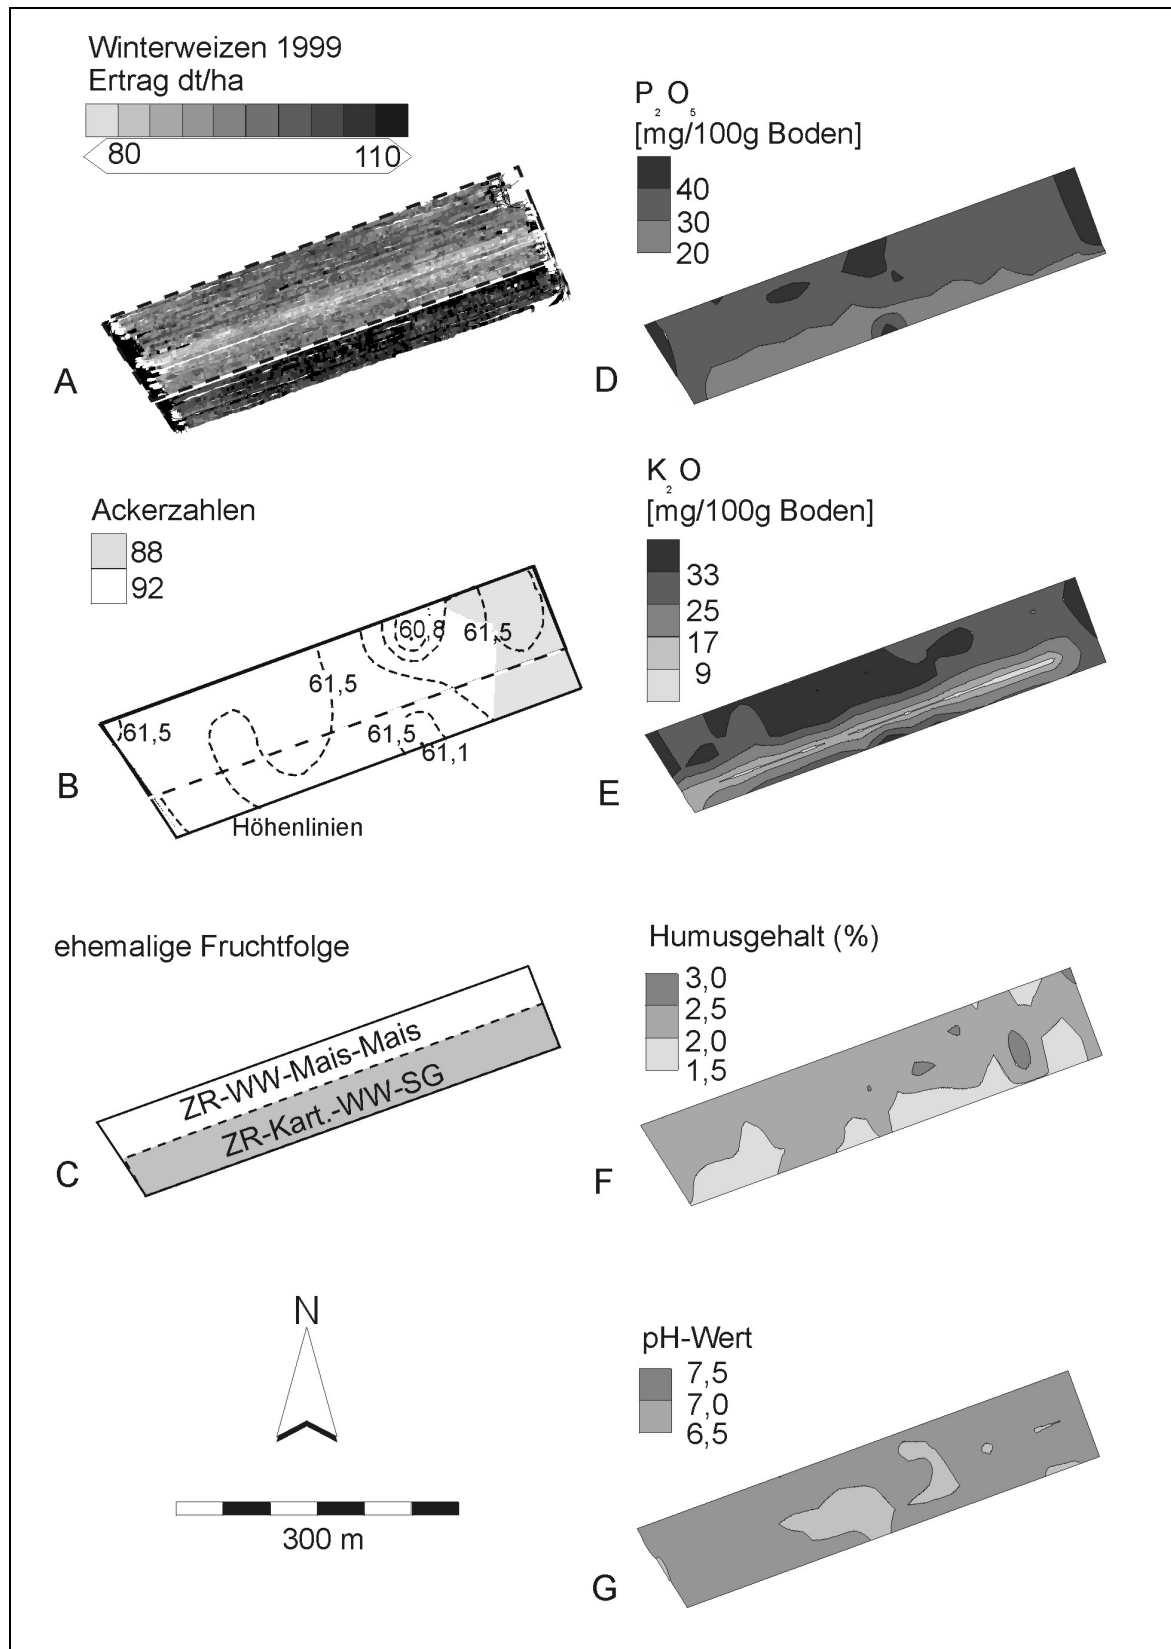 Winterweizen 1999
Ertrag dt/ha
80 110
A
P2O5
[mg/100g Boden]
40
30
20
D
Ackerzahlen
88
92
60,8
61,5
61,5
61,5
61,5
61,1
B
Höhenlinien
K2O
[mg/100g Boden]
33
25
17
9
E
ehemalige Fruchtfolge
ZR-WW-Mais-Mais
ZR-Kart.-WW-SG
C
Humusgehalt (%)
3,0
2,5
2,0
1,5
F
N
300 m
pH-Wert
7,5
7,0
6,5
G